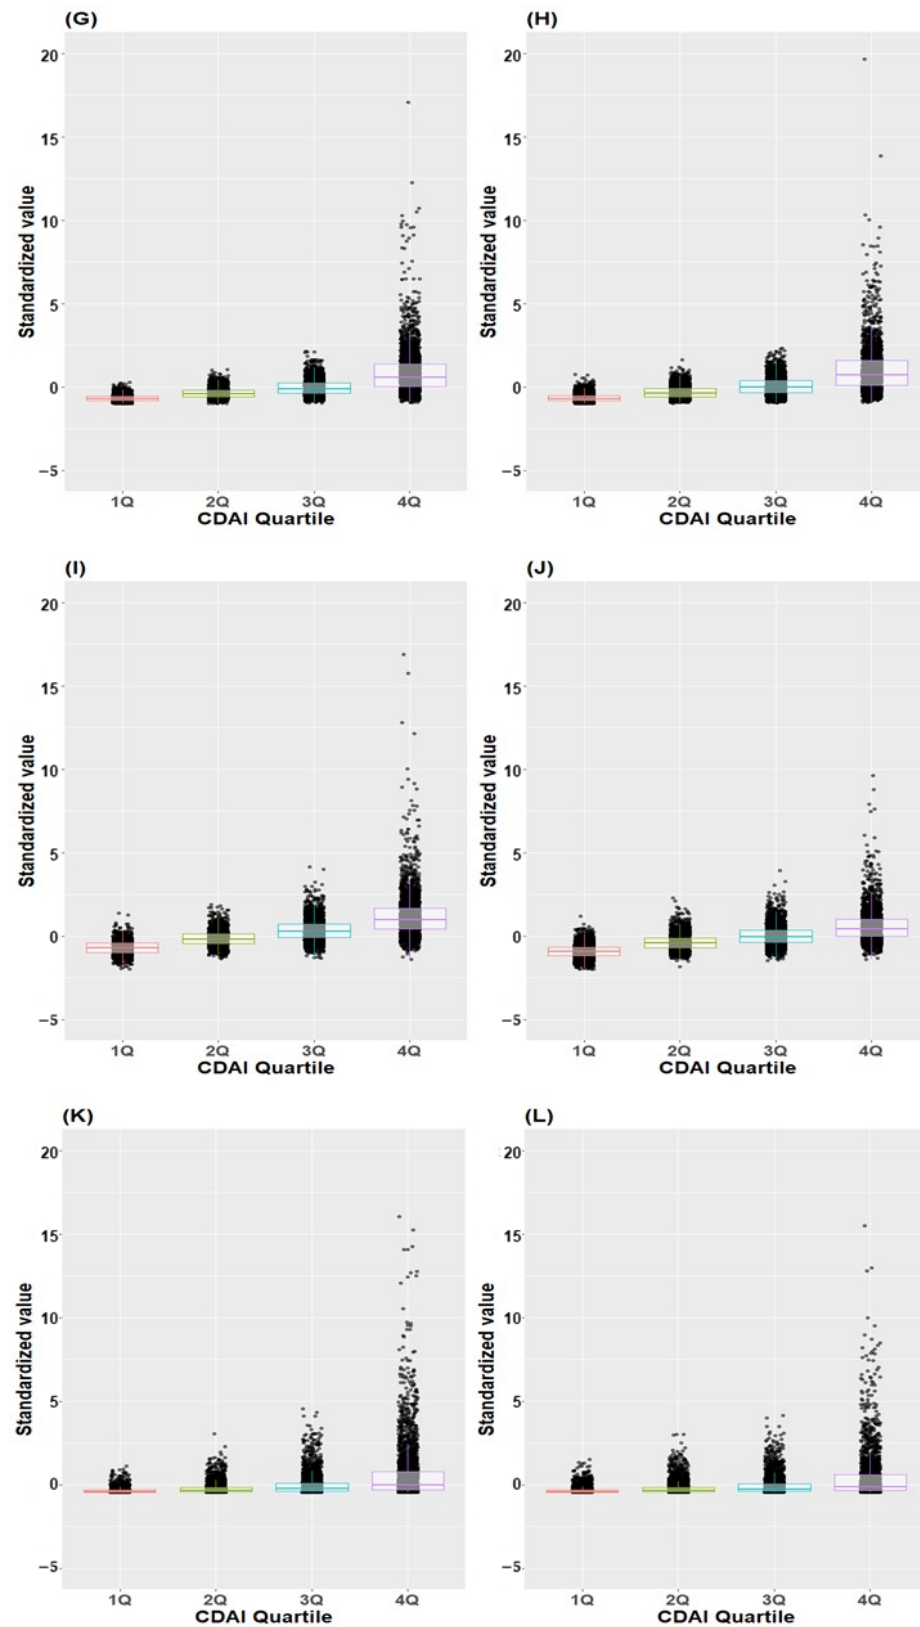 (G)
20
15
10
5
0
−5
Standardized value
1Q 2Q 3Q 4Q
CDAI Quartile
(H)
20
15
10
5
0
−5
Standardized value
1Q 2Q 3Q 4Q
CDAI Quartile
(I)
20
15
10
5
0
−5
Standardized value
1Q 2Q 3Q 4Q
CDAI Quartile
(J)
20
15
10
5
0
−5
Standardized value
1Q 2Q 3Q 4Q
CDAI Quartile
(K)
20
15
10
5
0
−5
Standardized value
1Q 2Q 3Q 4Q
CDAI Quartile
(L)
20
15
10
5
0
−5
Standardized value
1Q 2Q 3Q 4Q
CDAI Quartile